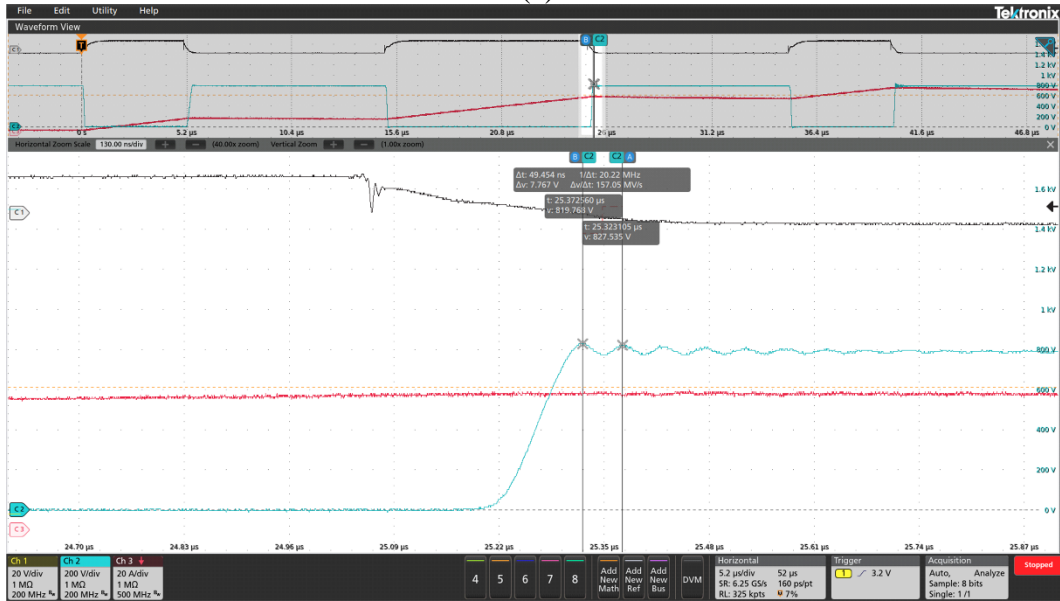 File Edit Utility Help Tektronix
Waveform View
B C2
C1
T
1.2 kV
1 kV
800 V
600 V
400 V
200 V
0 s 5.2 µs 10.4 µs 15.6 µs 20.8 µs 31.2 µs 36.4 µs 41.6 µs 46.8 µs
Horizontal Zoom Scale 130.00 ns/div + − (40.00x zoom) Vertical Zoom + − (1.00x zoom) ×
B C2 C2 A
Δt: 49.454 ns 1/Δt: 20.22 MHz
Δv: 7.767 V Δv/Δt: 157.05 MV/s
t: 25.372560 µs
v: 819.768 V
t: 25.323105 µs
v: 827.535 V
1.6 kV
C1
1.4 kV
1.2 kV
1 kV
800 V
600 V
400 V
200 V
C2 0 V
C3
24.70 µs 24.83 µs 24.96 µs 25.09 µs 25.22 µs 25.35 µs 25.48 µs 25.61 µs 25.74 µs 25.87 µs
Ch 1 Ch 2 Ch 3
20 V/div 200 V/div 20 A/div
1 MΩ 1 MΩ 1 MΩ
200 MHz 200 MHz 500 MHz
4 5 6 7 8
Add New Math
Add New Ref
Add New Bus
DVM
Horizontal
5.2 µs/div 52 µs
SR: 6.25 GS/s 160 ps/pt
RL: 325 kpts 7%
Trigger
1 3.2 V
Acquisition
Auto, Analyze
Sample: 8 bits
Single: 1 /1
Stopped